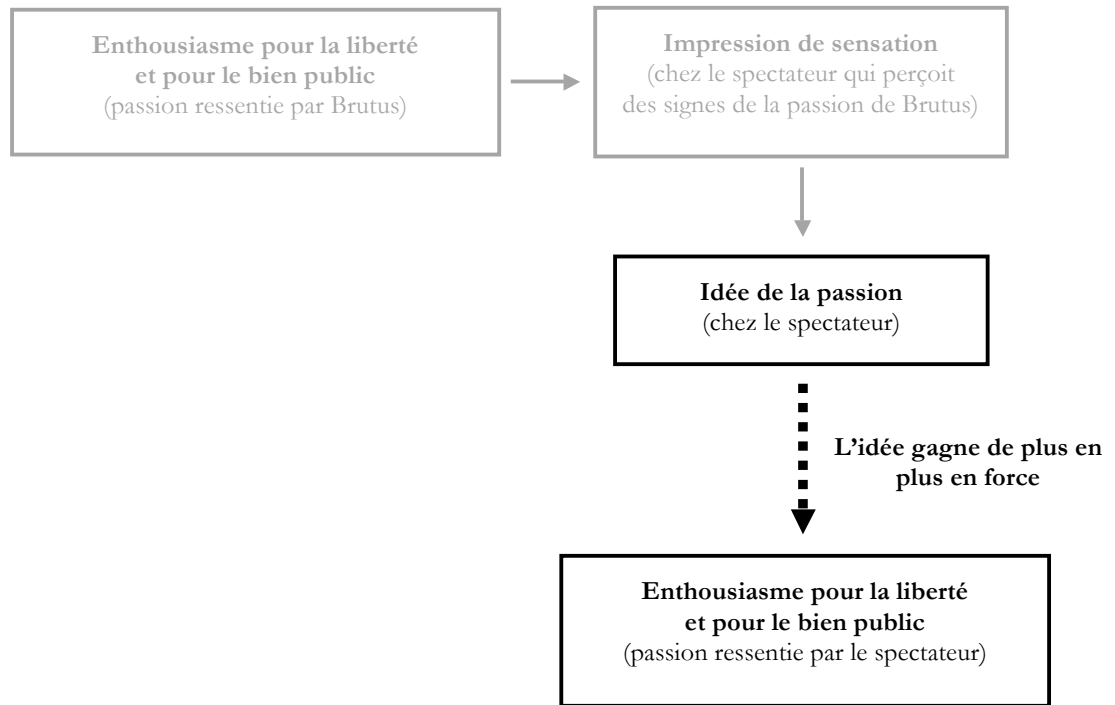 Enthousiasme pour la liberté
et pour le bien public
(passion ressentie par Brutus)
Impression de sensation
(chez le spectateur qui perçoit
des signes de la passion de Brutus)
Idée de la passion
(chez le spectateur)
L’idée gagne de plus en
plus en force
Enthousiasme pour la liberté
et pour le bien public
(passion ressentie par le spectateur)